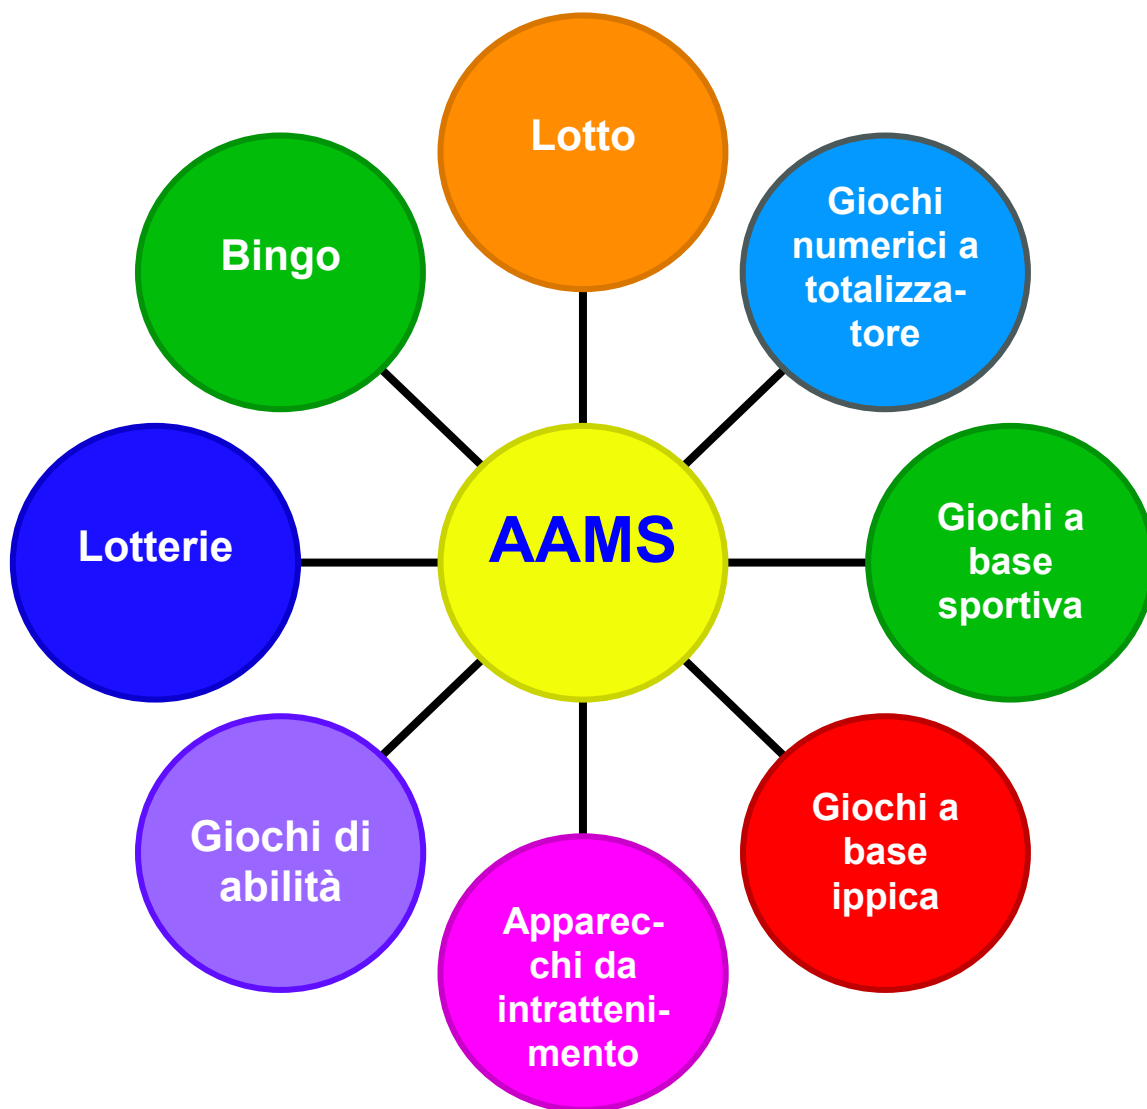 Lotto
Giochi
numerici a
totalizza-
tore
Bingo
Giochi a
base
sportiva
AAMS
Lotterie
Giochi a
base
ippica
Giochi di
abilità
Apparec-
chi da
intratteni-
mento